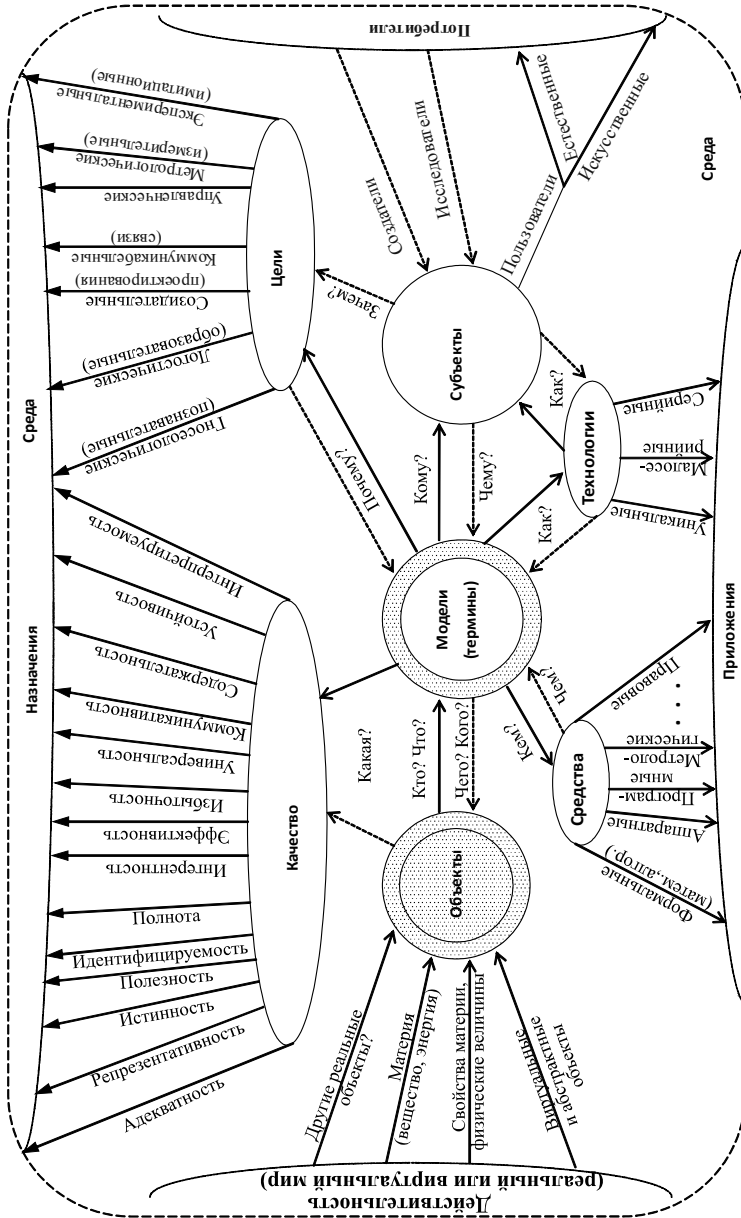 Назначения
Среда
Адекватность
Репрезентативность
Истинность
Полезность
Идентифицируемость
Полнота
Ингерентность
Эффективность
Избыточность
Универсальность
Коммуникативность
Содержательность
Устойчивость
Интерпретируемость
Гносеологические
(познавательные)
Логостические
(образовательные)
Созидательные
(проектирования)
Коммуникабельные
(связи)
Управленческие
Метрологические
(измерительные)
Экспериментальные
(имитационные)
Качество
Цели
Какая?
Почему?
Зачем?
Действительность
(реальный или виртуальный мир)
Другие реальные
объекты?
Материя
(вещество, энергия)
Свойства материи,
физические величины
Виртуальные
и абстрактные
объекты
Объекты
Кто? Что?
Чего? Кого?
Модели
(термины)
Кому?
Чему?
Субъекты
Создатели
Исследователи
Пользователи
Естественные
Искусственные
Потребители
Кем?
Чем?
Как?
Как?
Средства
Технологии
Формальные
(матем.,алгор.)
Аппаратные
Програм-
мные
Метроло-
гические
. . . .
Правовые
Уникальные
Малосе-
рийные
Серийные
Приложения
Среда